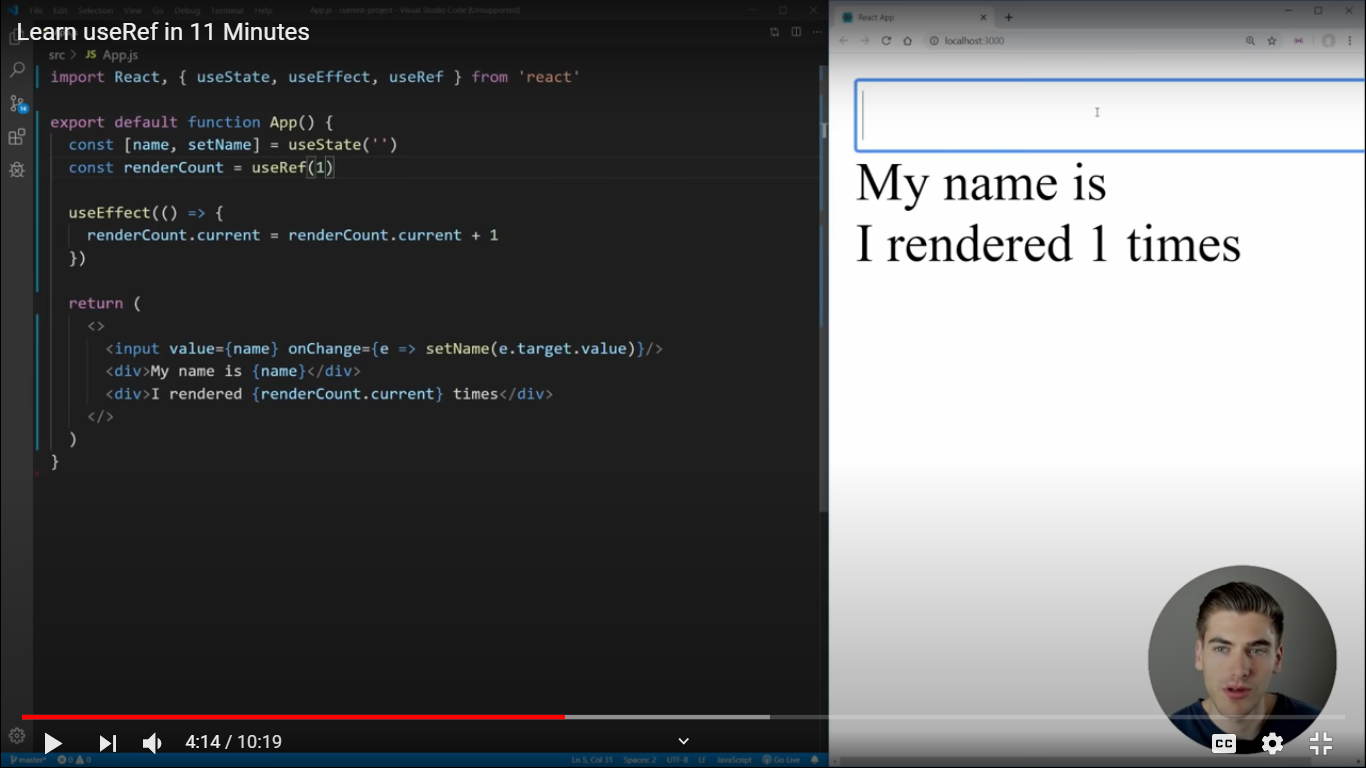 File Edit Selection View Go Debug Terminal Help
App.js - current-project - Visual Studio Code [Unsupported]
Learn useRef in 11 Minutes
React App
src > JS App.js
localhost:3000
import React, { useState, useEffect, useRef } from 'react'
export default function App() {
const [name, setName] = useState('')
const renderCount = useRef(1)
useEffect(() => {
renderCount.current = renderCount.current + 1
})
return (
<>
<input value={name} onChange={e => setName(e.target.value)}/>
<div>My name is {name}</div>
<div>I rendered {renderCount.current} times</div>
</>
)
}
My name is
I rendered 1 times
4:14 / 10:19
CC
master* 0 0
Ln 5, Col 31 Spaces: 2 UTF-8 LF JavaScript Go Live